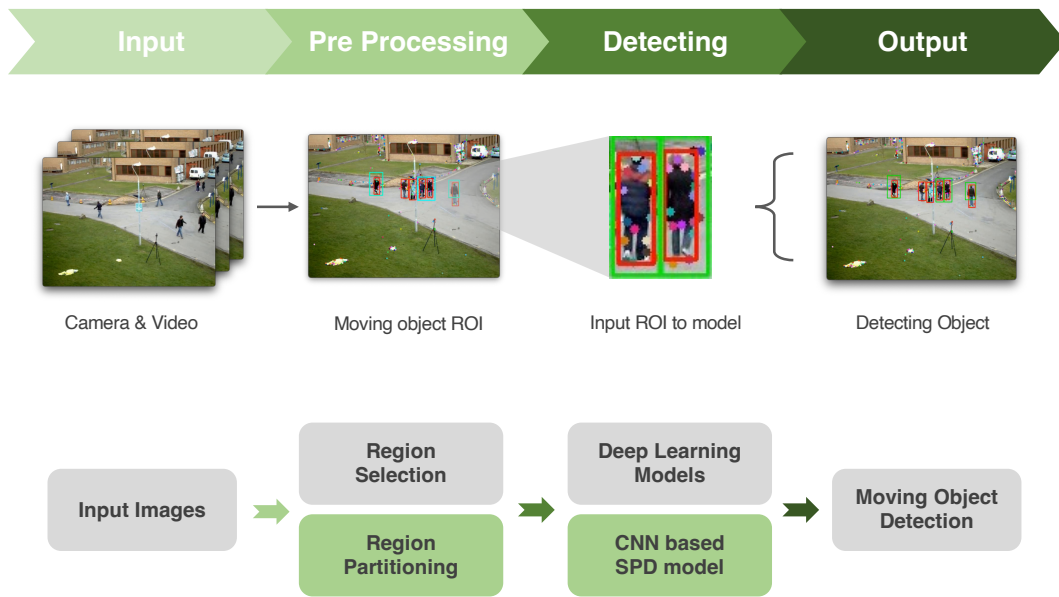 Input
Pre Processing
Detecting
Output
Camera & Video
Moving object ROI
Input ROI to model
Detecting Object
Input Images
Region
Selection
Region
Partitioning
Deep Learning
Models
CNN based
SPD model
Moving Object
Detection